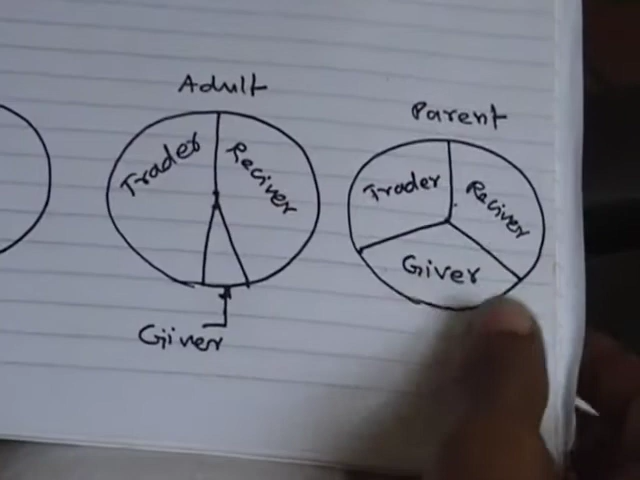 Adult
Trader
Reciver
Giver
Parent
Trader
Reciver
Giver